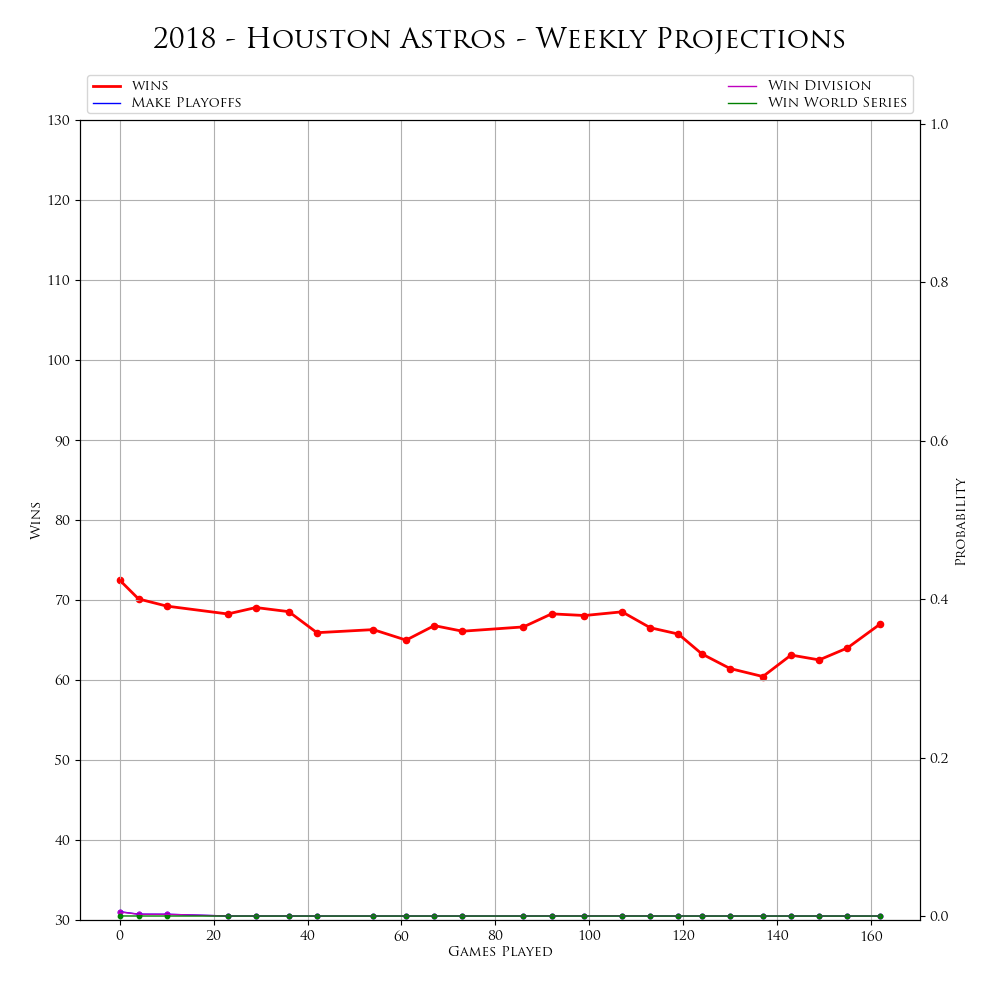 2018 - Houston Astros - Weekly Projections
wins
Make Playoffs
Win Division
Win World Series
130
120
110
100
90
80
70
60
50
40
30
Wins
1.0
0.8
0.6
0.4
0.2
0.0
Probability
0 20 40 60 80 100 120 140 160
Games Played